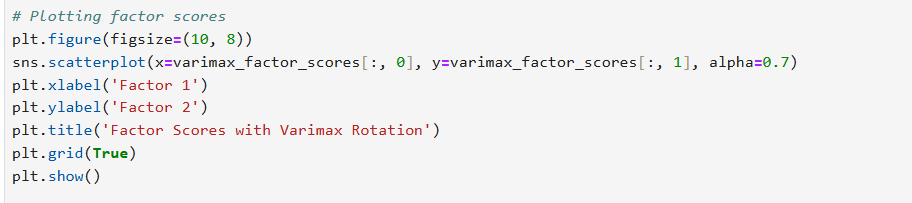 # Plotting factor scores
plt.figure(figsize=(10, 8))
sns.scatterplot(x=varimax_factor_scores[:, 0], y=varimax_factor_scores[:, 1], alpha=0.7)
plt.xlabel('Factor 1')
plt.ylabel('Factor 2')
plt.title('Factor Scores with Varimax Rotation')
plt.grid(True)
plt.show()